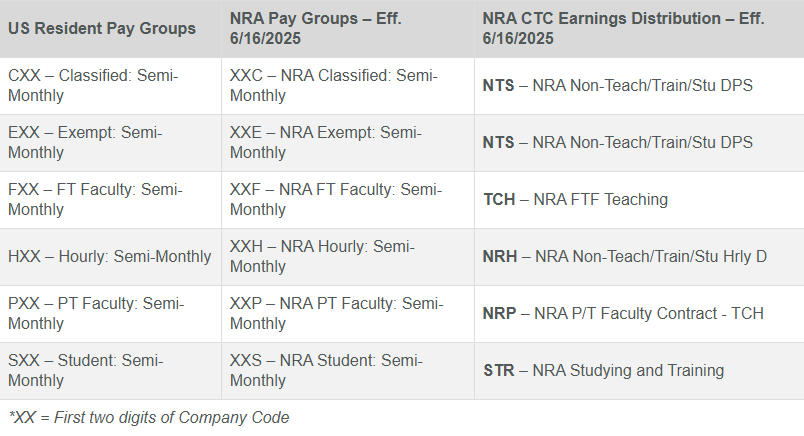 US Resident Pay Groups
NRA Pay Groups – Eff.
6/16/2025
NRA CTC Earnings Distribution – Eff.
6/16/2025
CXX – Classified: Semi-
Monthly
XXC – NRA Classified: Semi-
Monthly
NTS – NRA Non-Teach/Train/Stu DPS
EXX – Exempt: Semi-
Monthly
XXE – NRA Exempt: Semi-
Monthly
NTS – NRA Non-Teach/Train/Stu DPS
FXX – FT Faculty: Semi-
Monthly
XXF – NRA FT Faculty: Semi-
Monthly
TCH – NRA FTF Teaching
HXX – Hourly: Semi-Monthly
XXH – NRA Hourly: Semi-
Monthly
NRH – NRA Non-Teach/Train/Stu Hrly D
PXX – PT Faculty: Semi-
Monthly
XXP – NRA PT Faculty: Semi-
Monthly
NRP – NRA P/T Faculty Contract - TCH
SXX – Student: Semi-
Monthly
XXS – NRA Student: Semi-
Monthly
STR – NRA Studying and Training
*XX = First two digits of Company Code